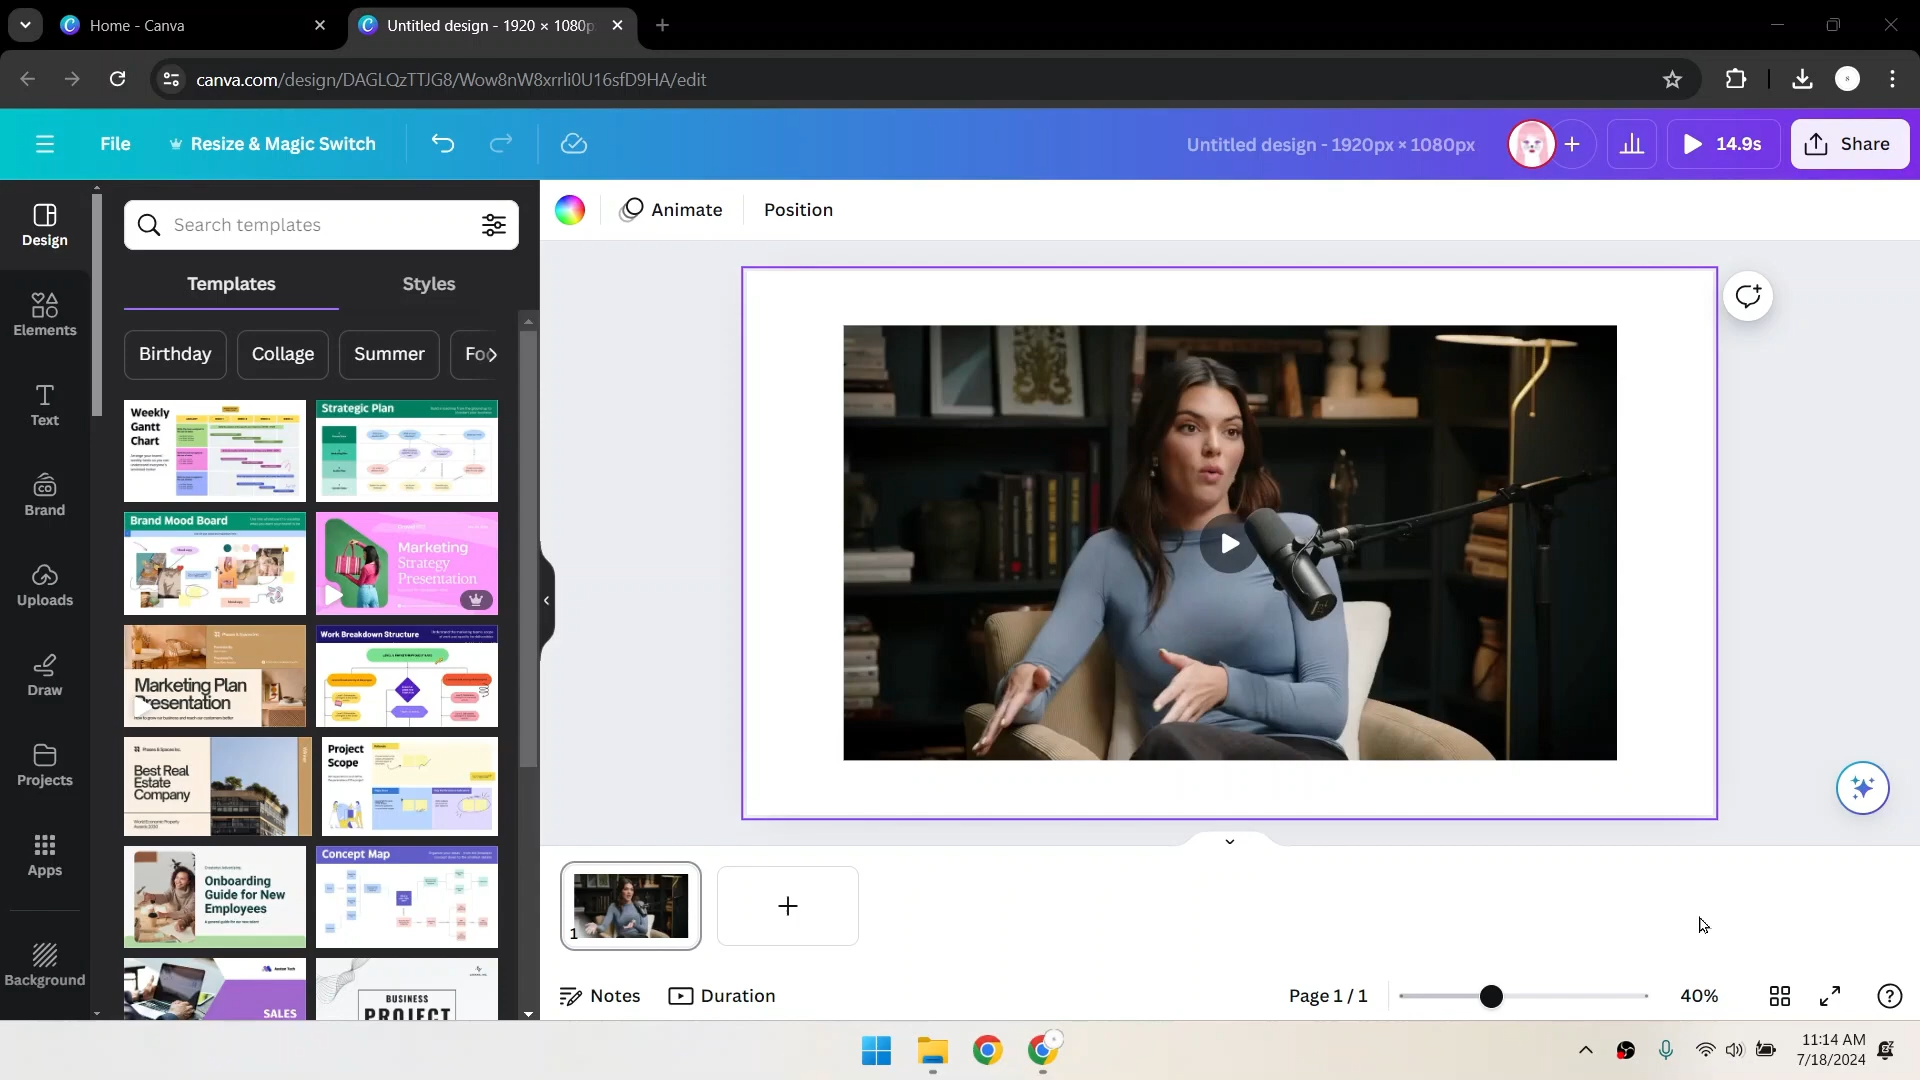 Home - Canva
Untitled design - 1920 × 1080p
canva.com/design/DAGLQzTTJG8/Wow8nW8xrrli0U16sfD9HA/edit
File
Resize & Magic Switch
Untitled design - 1920px × 1080px
14.9s
Share
Design
Elements
Text
Brand
Uploads
Draw
Projects
Apps
Background
Search templates
Templates
Styles
Birthday
Collage
Summer
Foo
Weekly
Gantt
Chart
Strategic Plan
Brand Mood Board
Marketing
Strategy
Presentation
Marketing Plan
Presentation
Work Breakdown Structure
Best Real
Estate
Company
Project
Scope
Onboarding
Guide for New
Employees
Concept Map
SALES
BUSINESS
PROJECT
Animate
Position
1
Notes
Duration
Page 1 / 1
40%
11:14 AM
7/18/2024